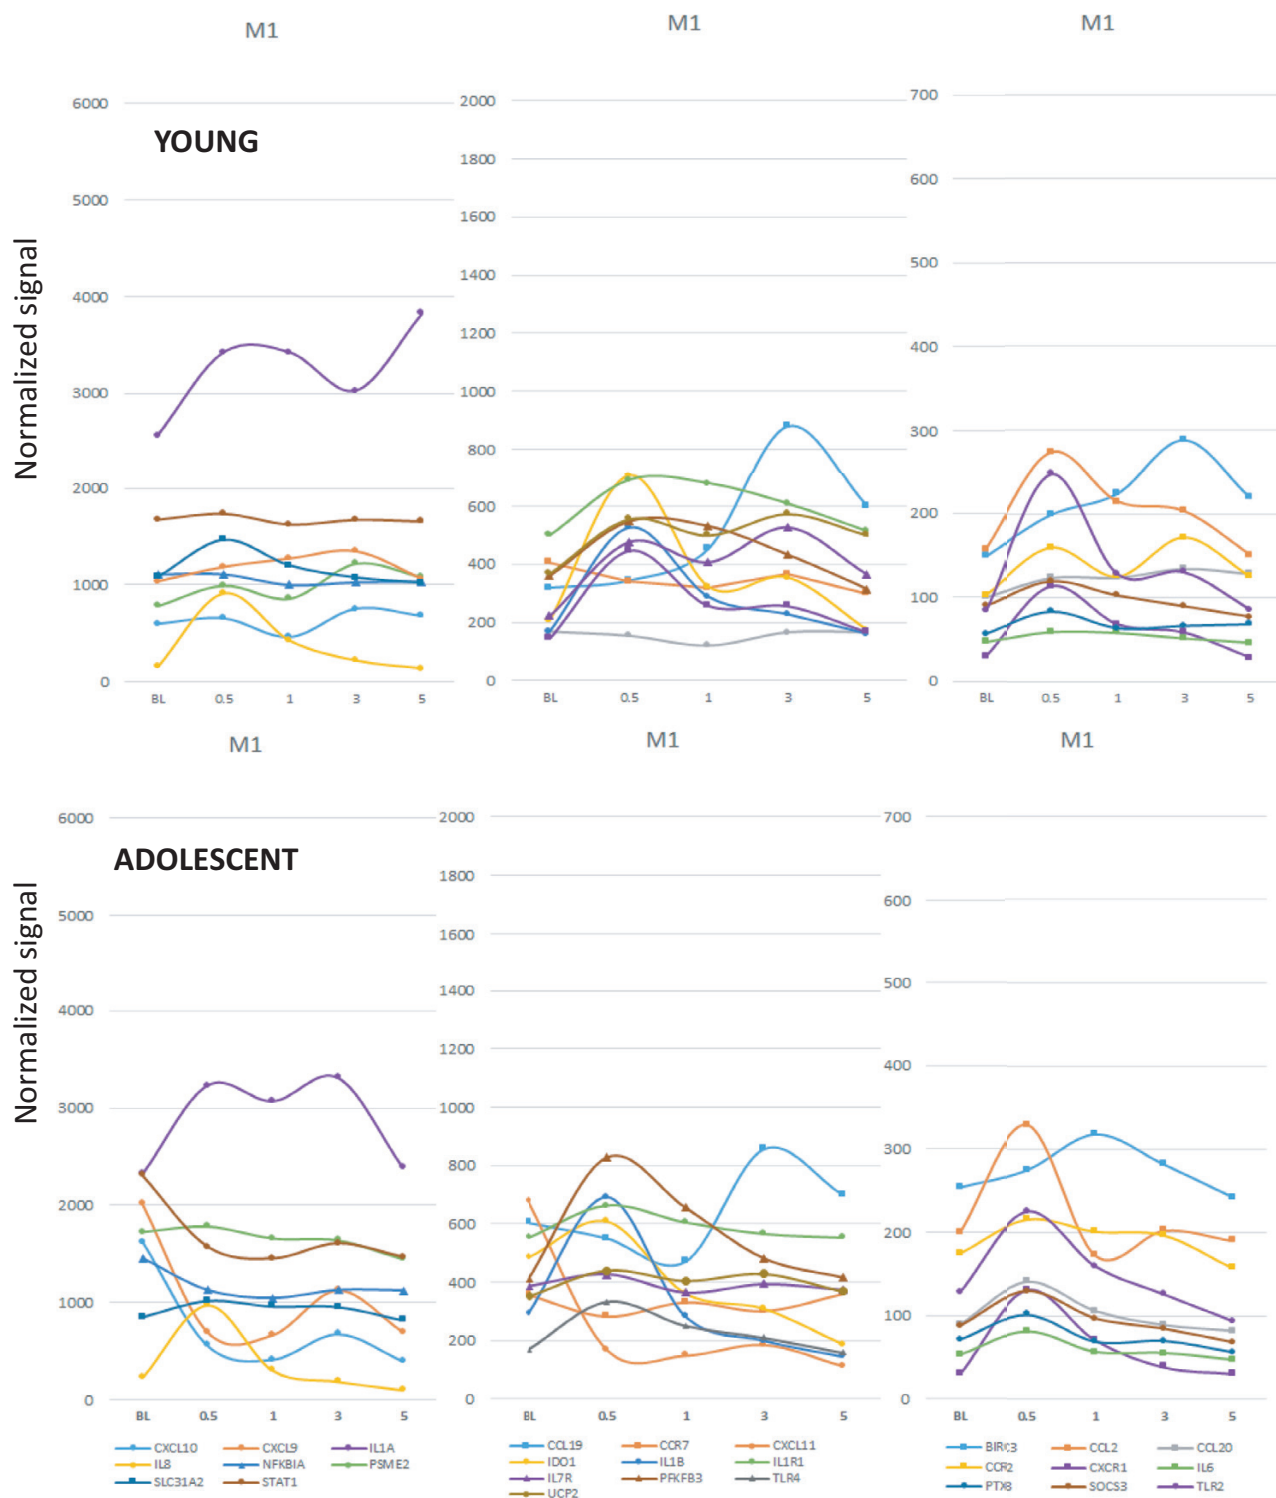 M1
M1
M1
YOUNG
Normalized signal
6000
5000
4000
3000
2000
1000
0
BL 0.5 1 3 5
2000
1800
1600
1400
1200
1000
800
600
400
200
0
BL 0.5 1 3 5
700
600
500
400
300
200
100
0
BL 0.5 1 3 5
M1
M1
M1
ADOLESCENT
Normalized signal
6000
5000
4000
3000
2000
1000
0
BL 0.5 1 3 5
2000
1800
1600
1400
1200
1000
800
600
400
200
0
BL 0.5 1 3 5
700
600
500
400
300
200
100
0
BL 0.5 1 3 5
CXCL10 CXCL9 IL1A
IL8 NFKBIA PSME2
SLC31A2 STAT1
CCL19 CCR7 CXCL11
IDO1 IL1B IL1R1
IL7R PFKFB3 TLR4
UCP2
BIRC3 CCL2 CCL20
CCR2 CXCR1 IL6
PTX3 SOCS3 TLR2